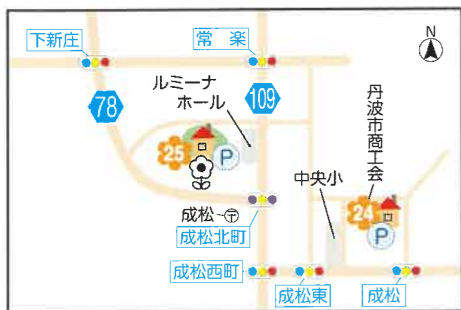 下新庄
常楽
N
ルミーナ
ホール
78
109
25
P
丹波市商工会
中央小
24
P
成松
成松北町
成松西町
成松東
成松